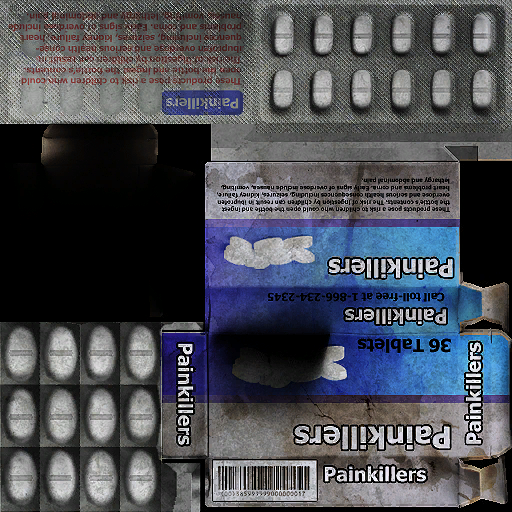 Painkillers
These products pose a risk to children who could
open the bottle and ingest the bottle's contents.
The risk of ingestion by children can result in
ibuprofen overdose and serious health conse-
quences including, seizures, kidney failure, heart
problems and coma. Early signs of overdose include
nausea, vomiting, lethargy and abdominal pain.
These products pose a risk to children who could open the bottle and ingest
the bottle's contents. The risk of ingestion by children can result in ibuprofen
overdose and serious health consequences including, seizures, kidney failure,
heart problems and coma. Early signs of overdose include nausea, vomiting,
lethargy and abdominal pain.
Painkillers
Call toll-free at 1-866-234-2345
Painkillers
36 Tablets
Painkillers
Painkillers
Painkillers
Painkillers